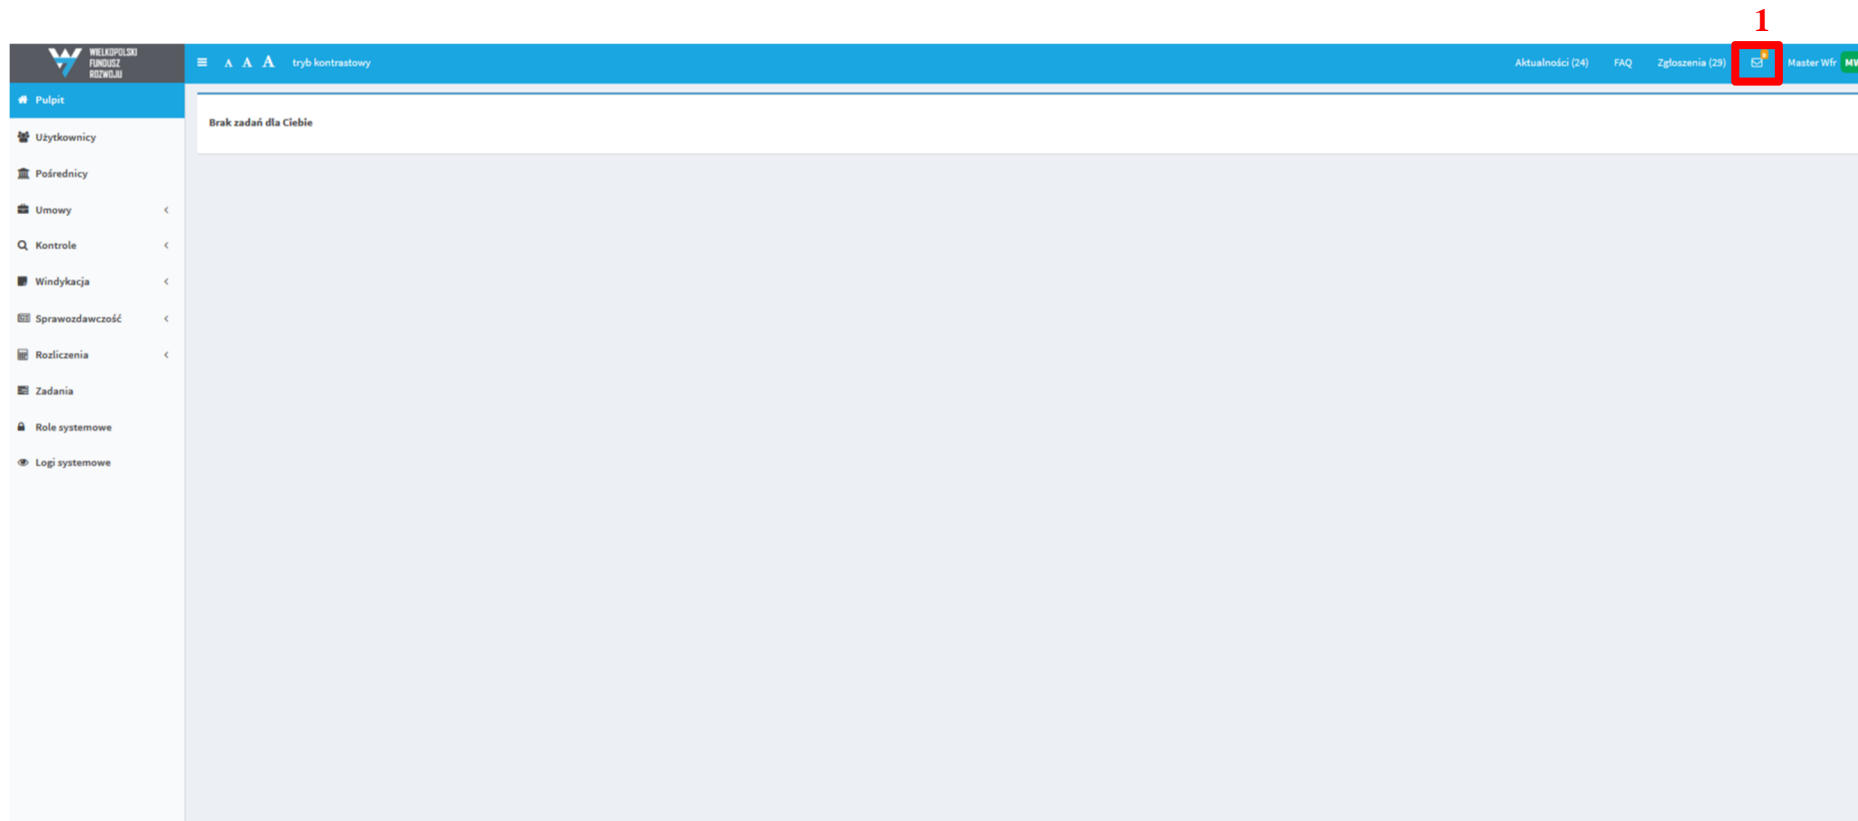 1
WIELKOPOLSKI
FUNDUSZ
ROZWOJU
A A A tryb kontrastowy
Aktualności (24) FAQ Zgłoszenia (29) Master Wfr MW
Pulpit
Brak zadań dla Ciebie
Użytkownicy
Pośrednicy
Umowy
Kontrole
Windykacja
Sprawozdawczość
Rozliczenia
Zadania
Role systemowe
Logi systemowe